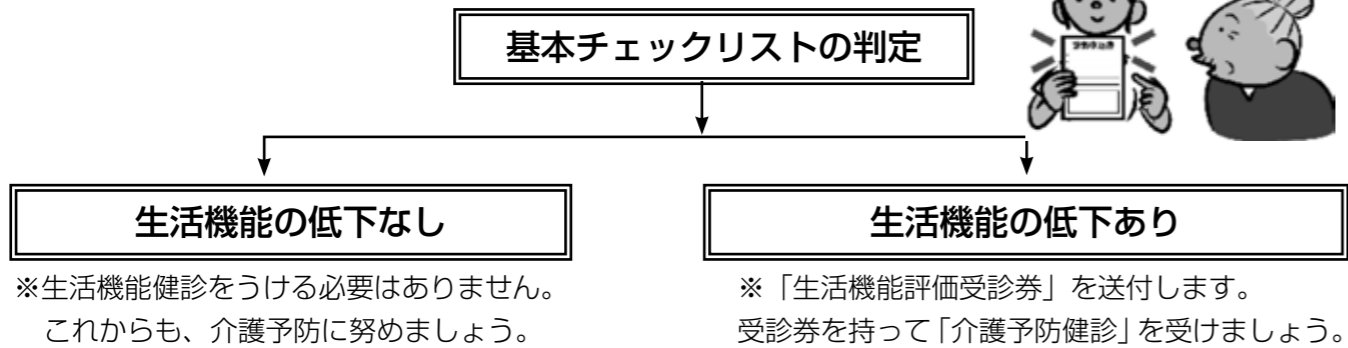 基本チェックリストの判定
生活機能の低下なし
※生活機能健診をうける必要はありません。
これからも、介護予防に努めましょう。
生活機能の低下あり
※「生活機能評価受診券」を送付します。
受診券を持って「介護予防健診」を受けましょう。